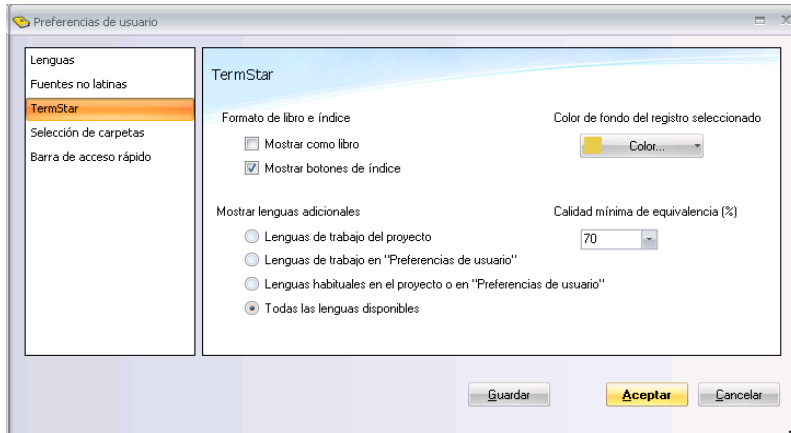 Preferencias de usuario
Lenguas
Fuentes no latinas
TermStar
Selección de carpetas
Barra de acceso rápido
TermStar
Formato de libro e índice
Mostrar como libro
Mostrar botones de índice
Color de fondo del registro seleccionado
Color...
Mostrar lenguas adicionales
Lenguas de trabajo del proyecto
Lenguas de trabajo en "Preferencias de usuario"
Lenguas habituales en el proyecto o en "Preferencias de usuario"
Todas las lenguas disponibles
Calidad mínima de equivalencia (%)
70
Guardar
Aceptar
Cancelar